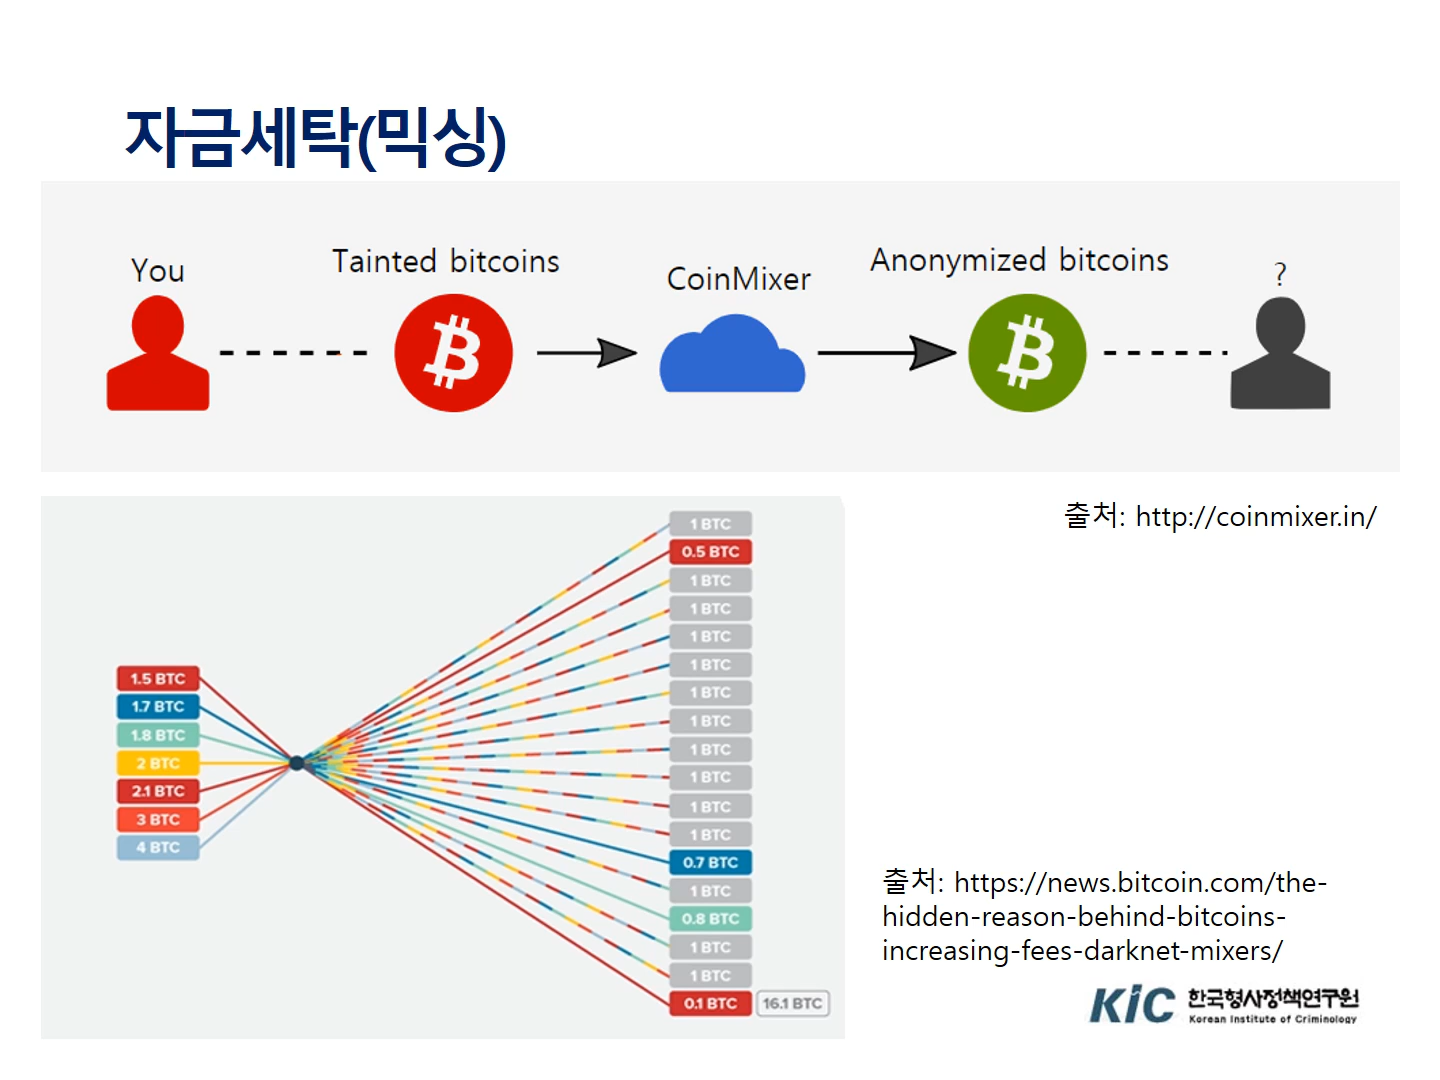 자금세탁(믹싱)
You
Tainted bitcoins
CoinMixer
Anonymized bitcoins
?
출처: http://coinmixer.in/
1.5 BTC
1.7 BTC
1.8 BTC
2 BTC
2.1 BTC
3 BTC
4 BTC
1 BTC
0.5 BTC
1 BTC
1 BTC
1 BTC
1 BTC
1 BTC
1 BTC
1 BTC
1 BTC
1 BTC
1 BTC
0.7 BTC
1 BTC
0.8 BTC
1 BTC
1 BTC
0.1 BTC
16.1 BTC
출처: https://news.bitcoin.com/the-
hidden-reason-behind-bitcoins-
increasing-fees-darknet-mixers/
KiC 한국형사정책연구원
Korean Institute of Criminology